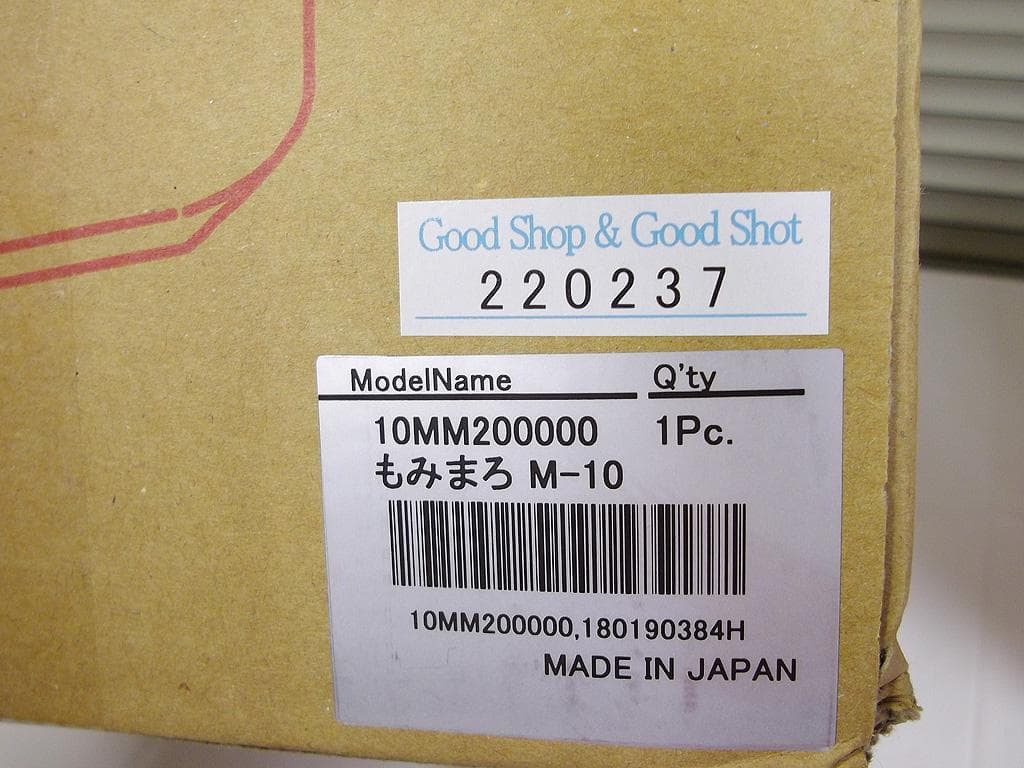 Good Shop & Good Shot
220237
ModelName Q'ty
10MM200000 1Pc.
もみまろ M-10
10MM200000,180190384H
MADE IN JAPAN